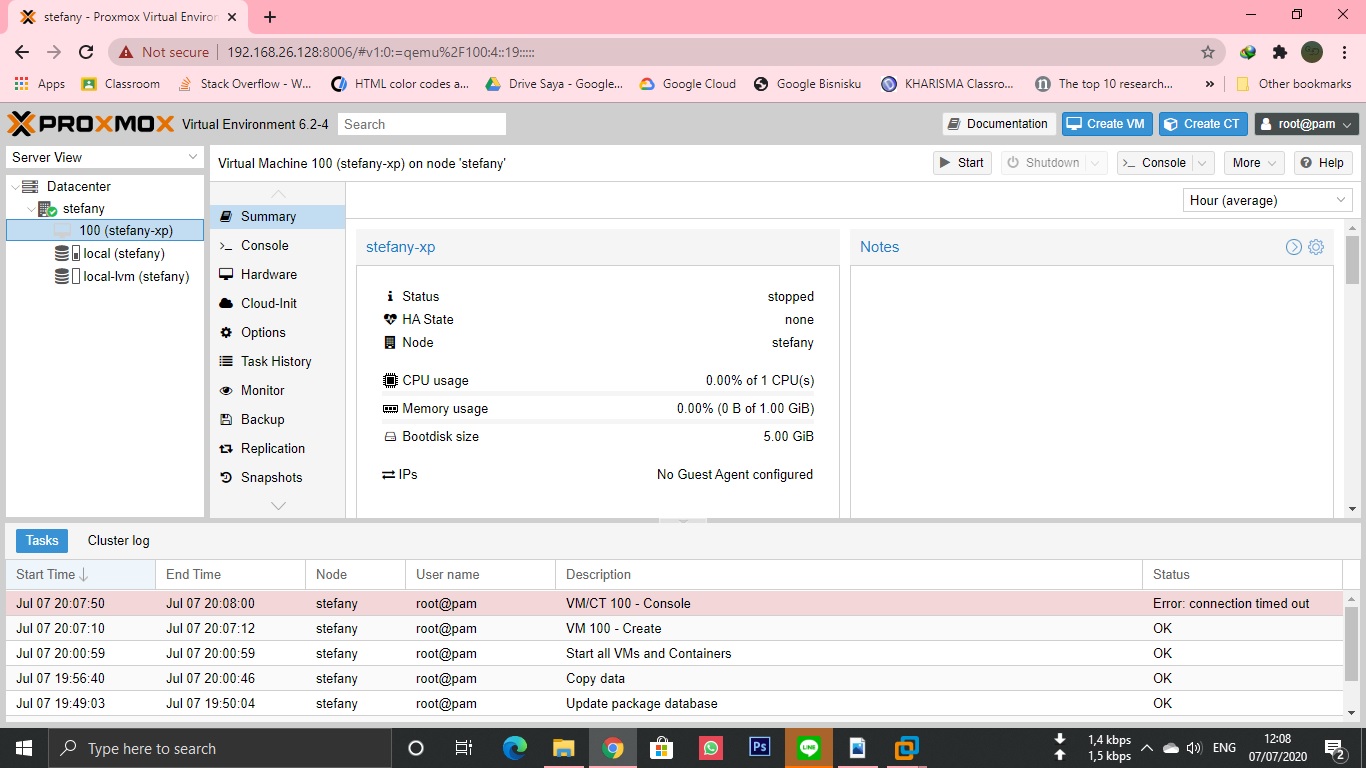 stefany - Proxmox Virtual Environ
Not secure 192.168.26.128:8006/#v1:0:=qemu%2F100:4::19:::::
Apps Classroom Stack Overflow - W... HTML color codes a... Drive Saya - Google... Google Cloud Google Bisnisku KHARISMA Classro... The top 10 research... » Other bookmarks
PROXMOX Virtual Environment 6.2-4 Search Documentation Create VM Create CT root@pam
Server View
Virtual Machine 100 (stefany-xp) on node 'stefany' Start Shutdown Console More Help
Datacenter
stefany
100 (stefany-xp)
local (stefany)
local-lvm (stefany)
Summary
Console
Hardware
Cloud-Init
Options
Task History
Monitor
Backup
Replication
Snapshots
Hour (average)
stefany-xp
Status stopped
HA State none
Node stefany
CPU usage 0.00% of 1 CPU(s)
Memory usage 0.00% (0 B of 1.00 GiB)
Bootdisk size 5.00 GiB
IPs No Guest Agent configured
Notes
Tasks Cluster log
Start Time End Time Node User name Description Status
Jul 07 20:07:50 Jul 07 20:08:00 stefany root@pam VM/CT 100 - Console Error: connection timed out
Jul 07 20:07:10 Jul 07 20:07:12 stefany root@pam VM 100 - Create OK
Jul 07 20:00:59 Jul 07 20:00:59 stefany root@pam Start all VMs and Containers OK
Jul 07 19:56:40 Jul 07 20:00:46 stefany root@pam Copy data OK
Jul 07 19:49:03 Jul 07 19:50:04 stefany root@pam Update package database OK
Type here to search
Ps
LINE
1,4 kbps
1,5 kbps
ENG
12:08
07/07/2020
2